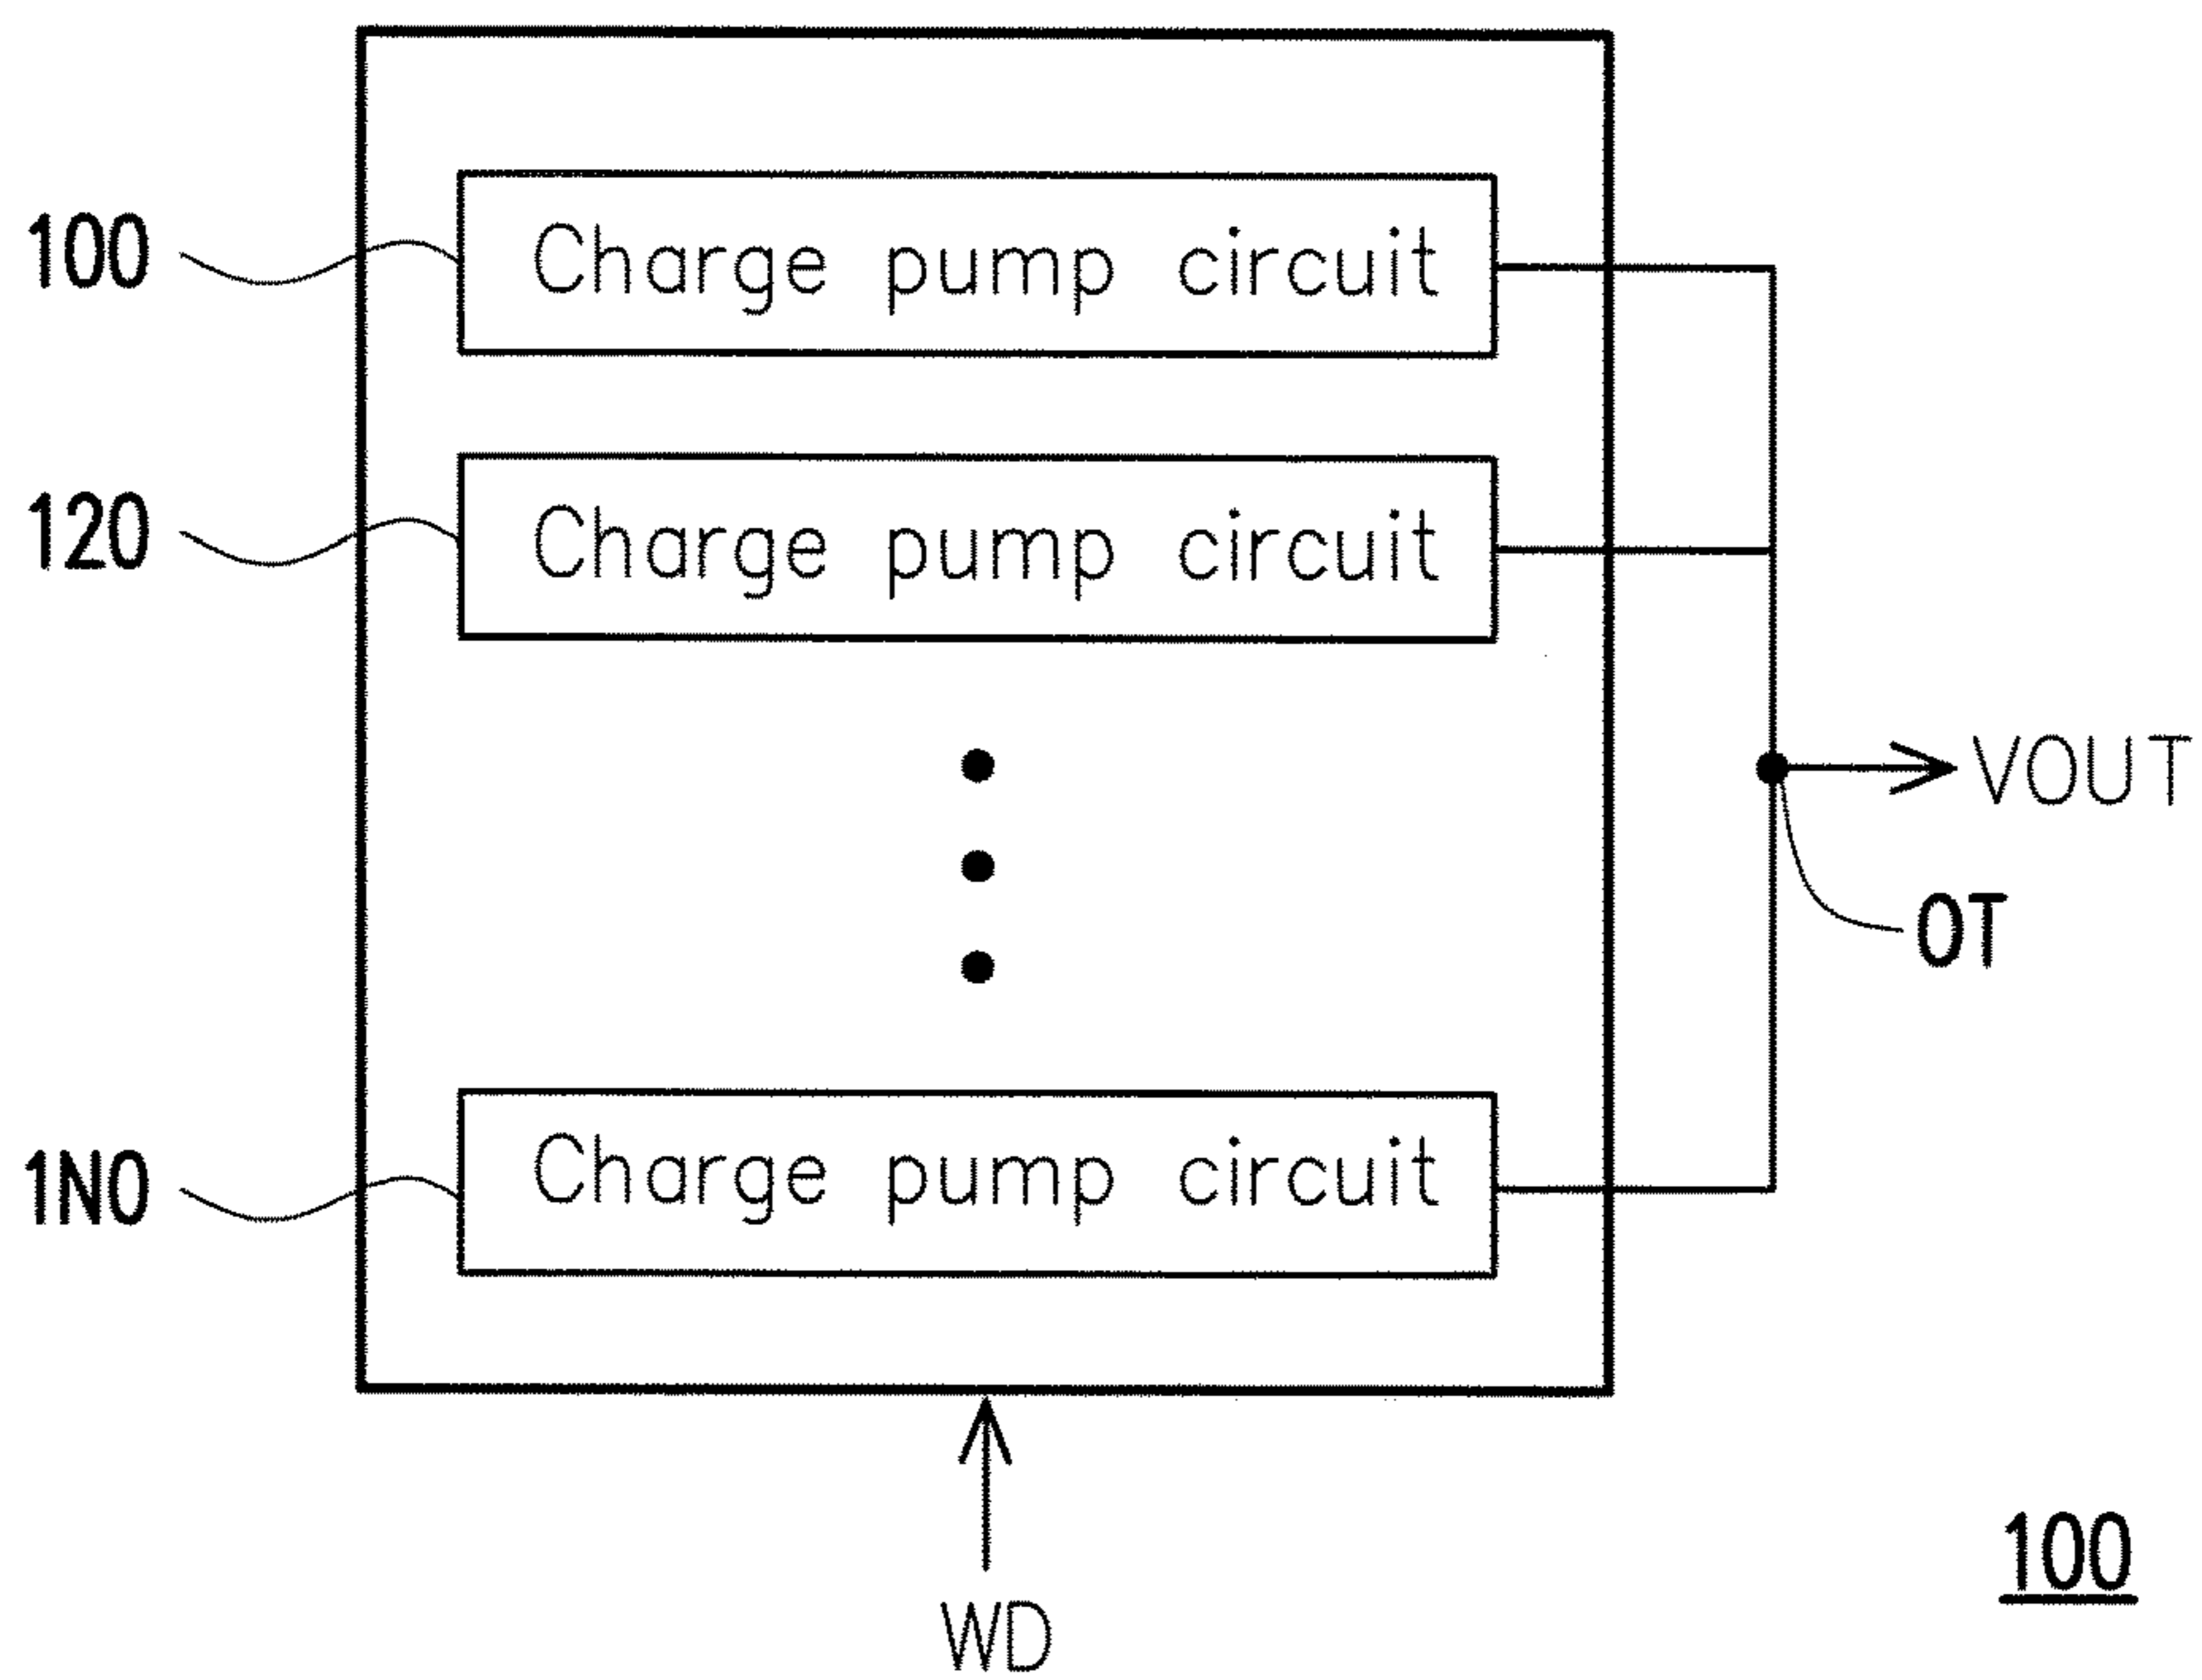 100 Charge pump circuit
120 Charge pump circuit
VOUT
OT
1N0 Charge pump circuit
100
WD